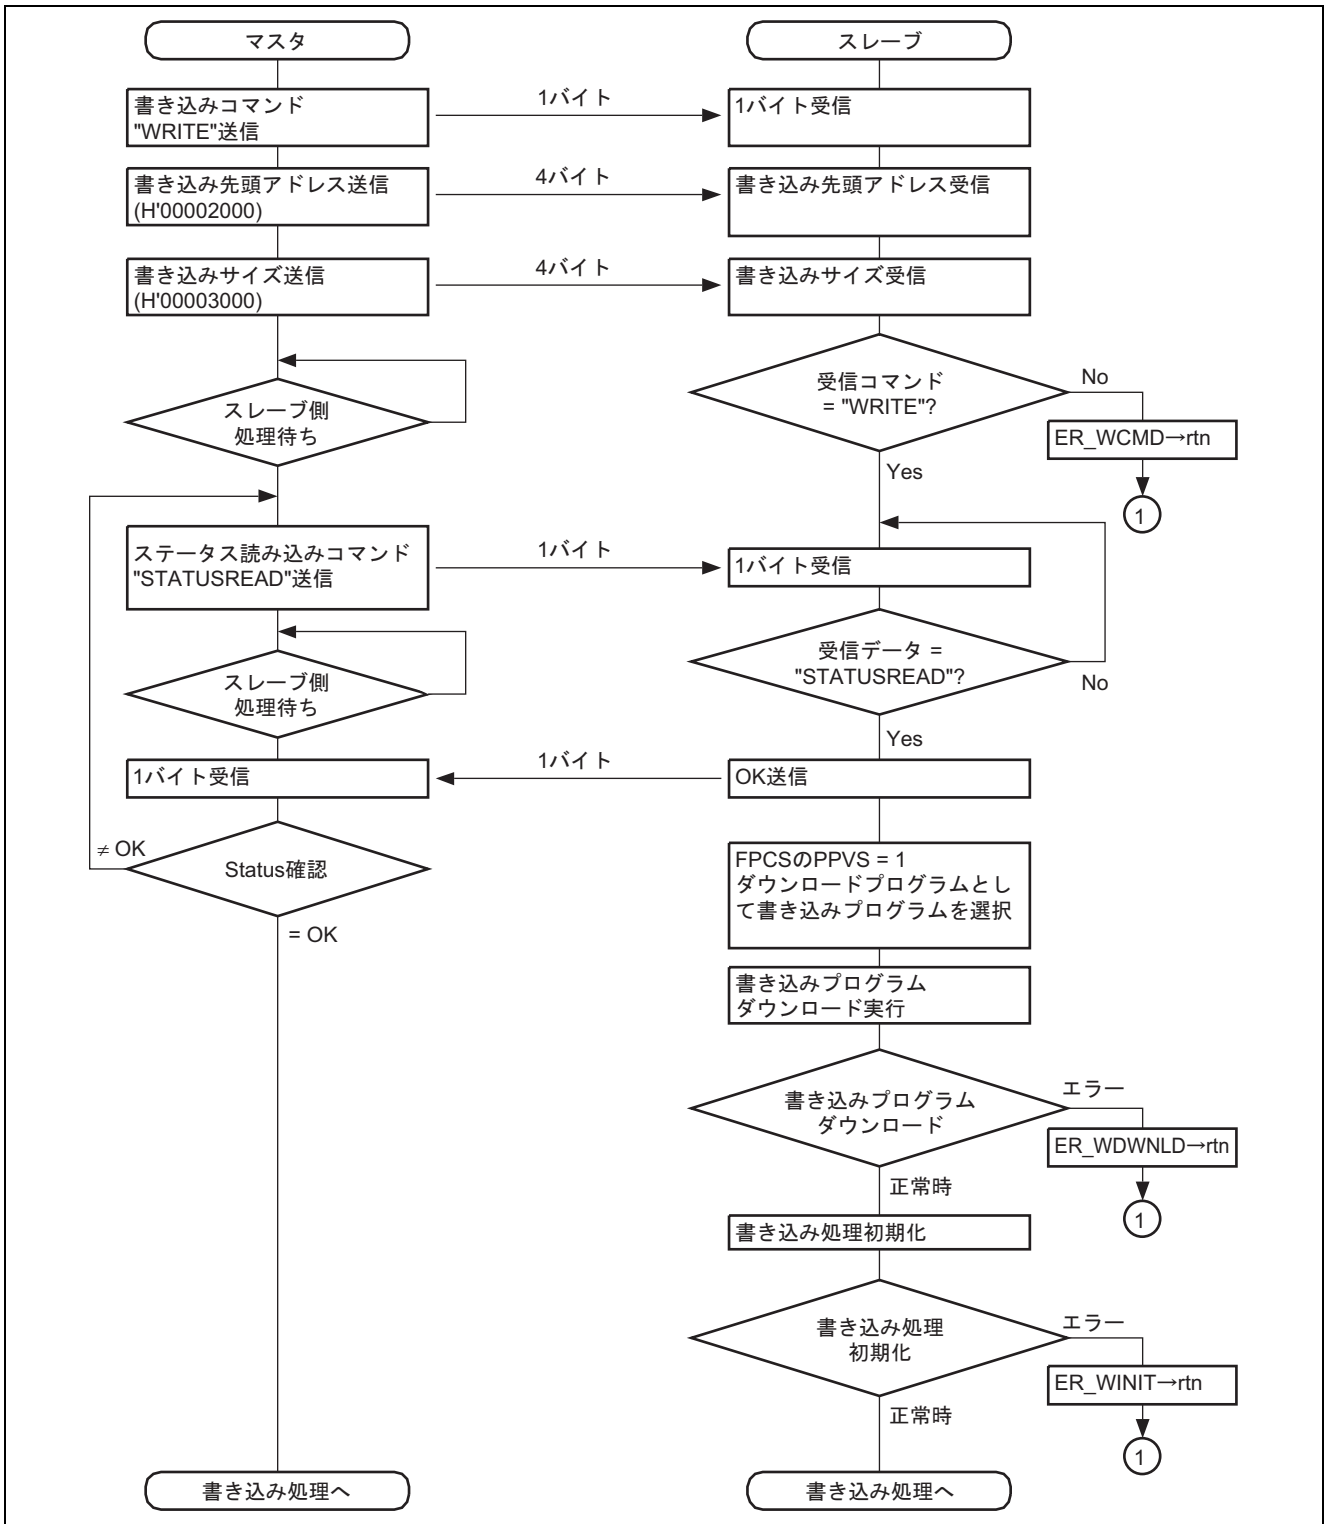 マスタ
スレーブ
書き込みコマンド
"WRITE"送信
1バイト
1バイト受信
書き込み先頭アドレス送信
(H'00002000)
4バイト
書き込み先頭アドレス受信
書き込みサイズ送信
(H'00003000)
4バイト
書き込みサイズ受信
スレーブ側
処理待ち
受信コマンド
= "WRITE"?
No
ER_WCMD→rtn
1
Yes
ステータス読み込みコマンド
"STATUSREAD"送信
1バイト
1バイト受信
スレーブ側
処理待ち
受信データ =
"STATUSREAD"?
No
Yes
1バイト受信
1バイト
OK送信
≠ OK
Status確認
= OK
FPCSのPPVS = 1
ダウンロードプログラムとし
て書き込みプログラムを選択
書き込みプログラム
ダウンロード実行
書き込みプログラム
ダウンロード
エラー
ER_WDWNLD→rtn
1
正常時
書き込み処理初期化
書き込み処理
初期化
エラー
ER_WINIT→rtn
1
正常時
書き込み処理へ
書き込み処理へ